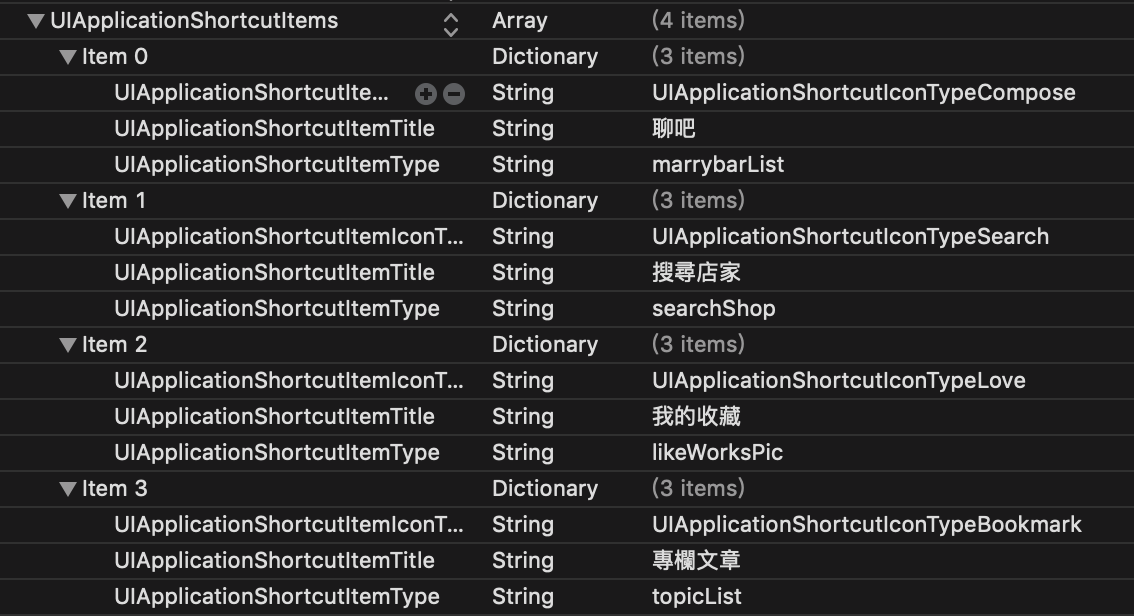 UIApplicationShortcutItems Array (4 items)
Item 0 Dictionary (3 items)
UIApplicationShortcutIte... String UIApplicationShortcutIconTypeCompose
UIApplicationShortcutItemTitle String 聊吧
UIApplicationShortcutItemType String marrybarList
Item 1 Dictionary (3 items)
UIApplicationShortcutItemIconT... String UIApplicationShortcutIconTypeSearch
UIApplicationShortcutItemTitle String 搜尋店家
UIApplicationShortcutItemType String searchShop
Item 2 Dictionary (3 items)
UIApplicationShortcutItemIconT... String UIApplicationShortcutIconTypeLove
UIApplicationShortcutItemTitle String 我的收藏
UIApplicationShortcutItemType String likeWorksPic
Item 3 Dictionary (3 items)
UIApplicationShortcutItemIconT... String UIApplicationShortcutIconTypeBookmark
UIApplicationShortcutItemTitle String 專欄文章
UIApplicationShortcutItemType String topicList